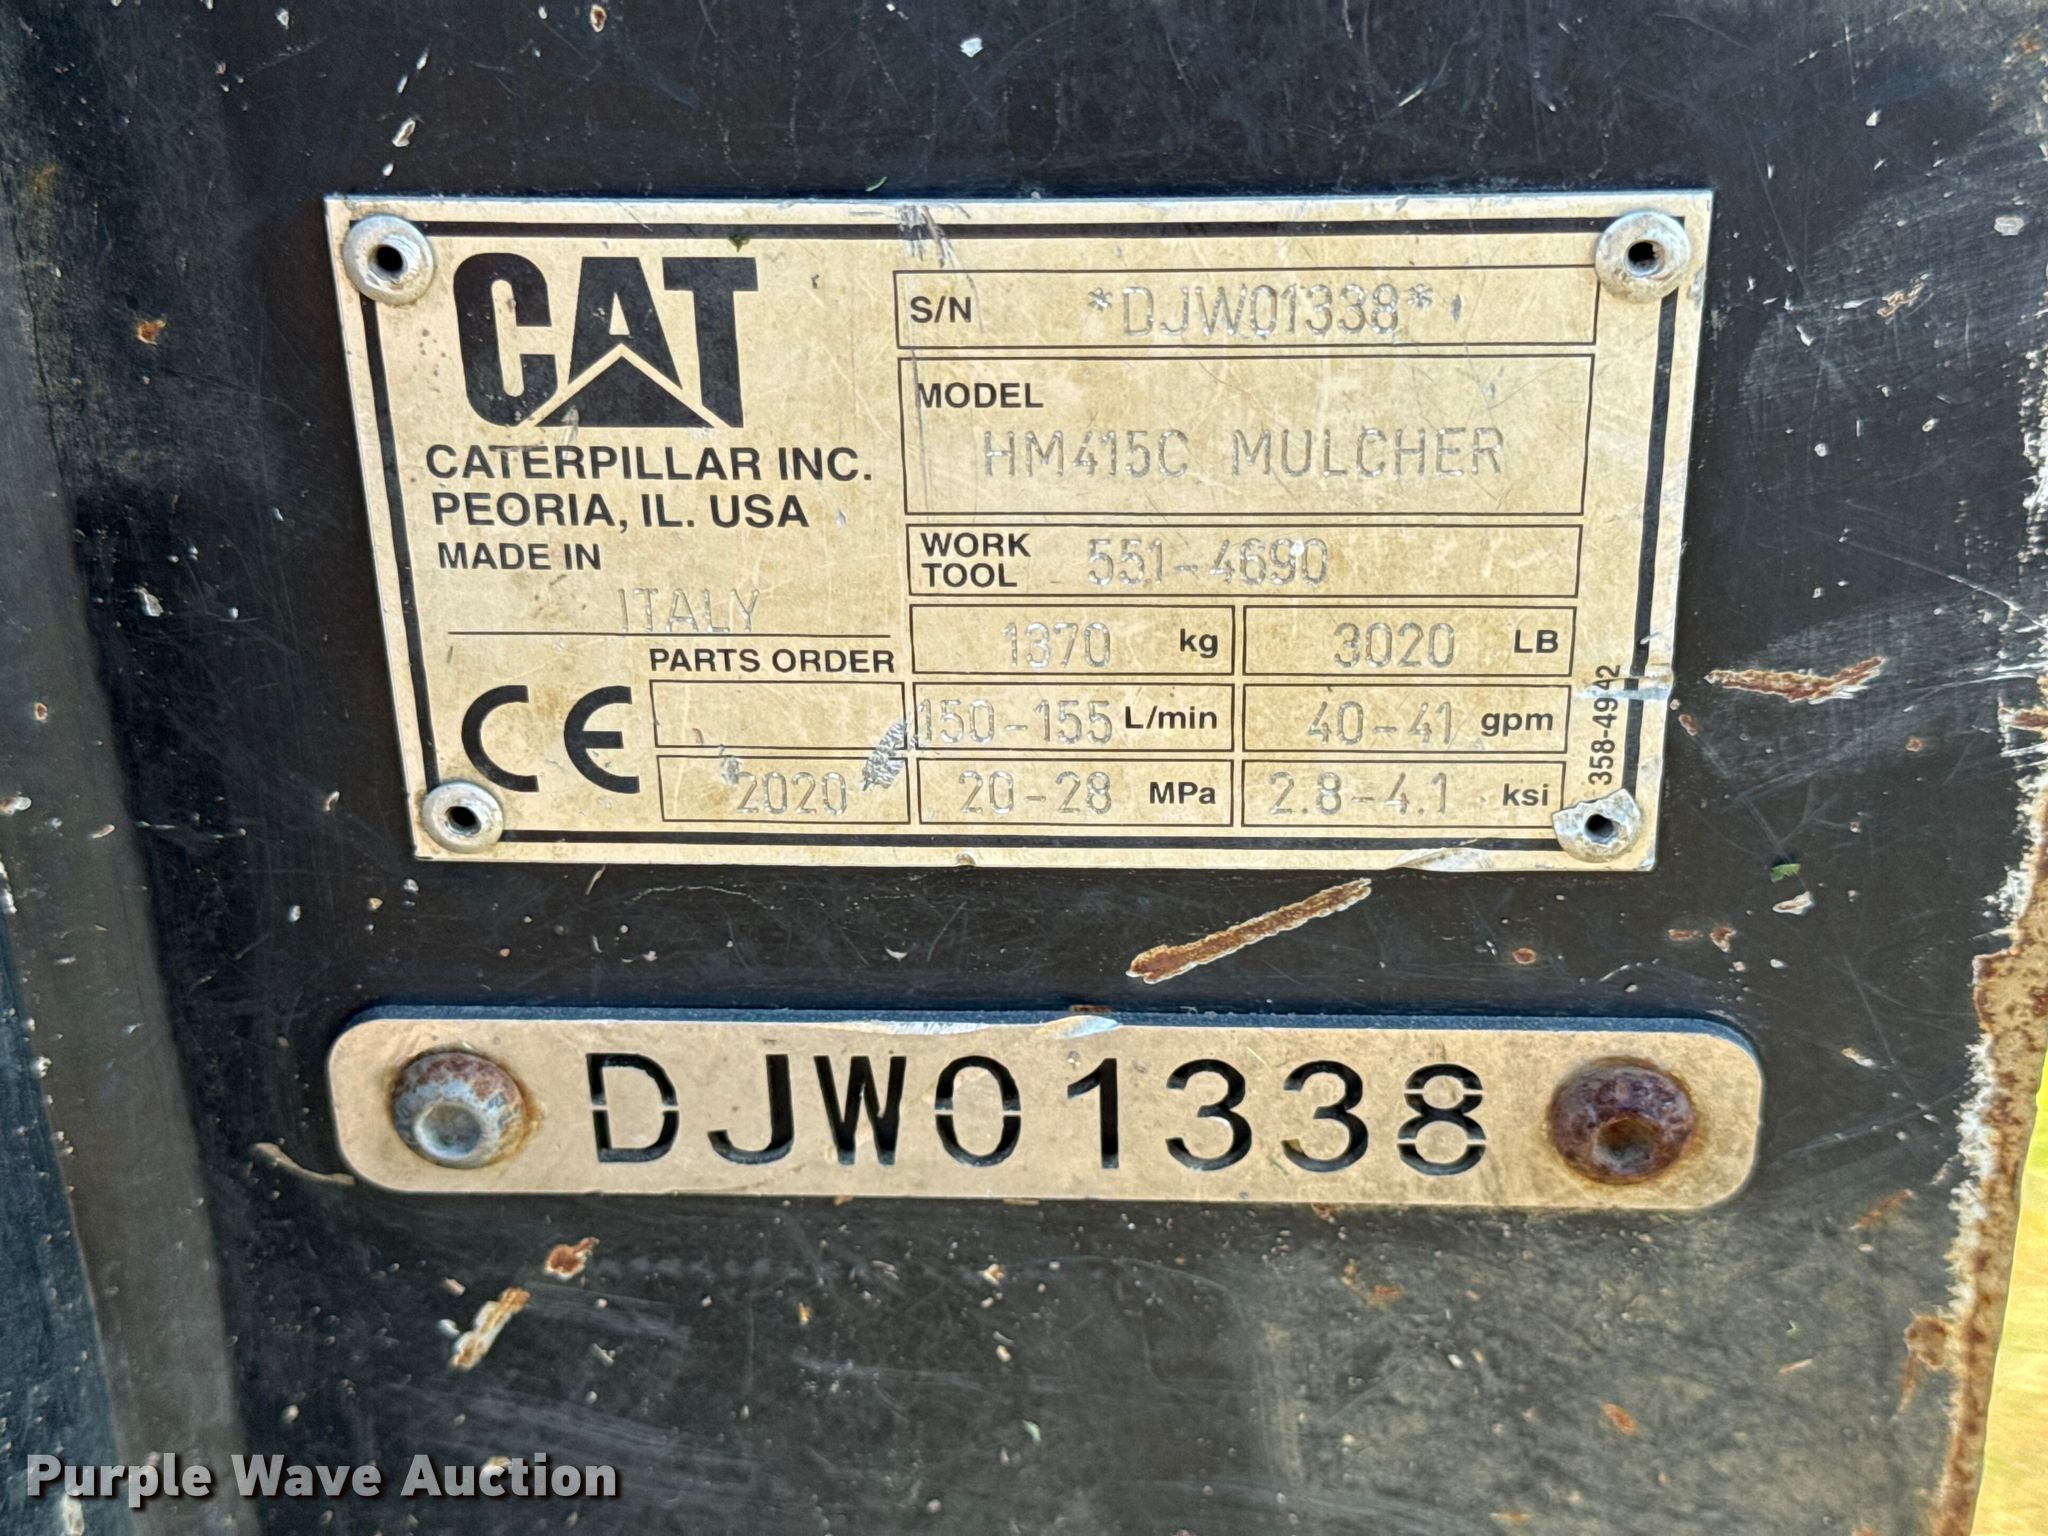 CAT
CATERPILLAR INC.
PEORIA, IL. USA
MADE IN
ITALY
PARTS ORDER
CE
2020
S/N *DJW01338*
MODEL
HM415C MULCHER
WORK TOOL 551-4690
1370 kg 3020 LB
150-155 L/min 40-41 gpm
20-28 MPa 2.8-4.1 ksi
358-4942
DJW01338
Purple Wave Auction